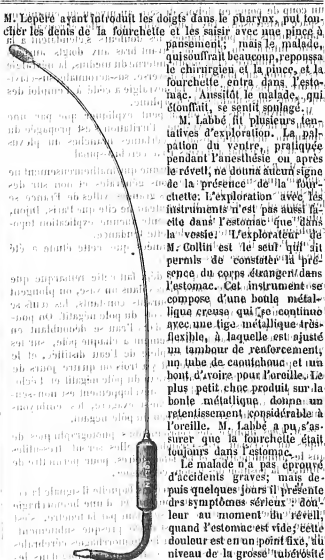 M. Lepère ayant introduit les doigts dans le pharynx, put tou-
cher les dents de la fourchette et les saisir avec une pince à
pansement; mais le malade,
qui souffrait beaucoup, repoussa
le chirurgien et la pince, et la
fourchette entra dans l'esto-
mac. Aussitôt le malade, qui
étouffait, se sentit soulagé.
M. Labbé fit plusieurs ten-
tatives d'exploration. La pal-
pation du ventre, pratiquée
pendant l'anesthésie ou après
le réveil, ne donna aucun signe
de la présence de la four-
chette. L'exploration avec les
instruments n'est pas aussi fa-
cile dans l'estomac que dans
la vessie. L'explorateur de
M. Collin est le seul qui ait
permis de constater la pré-
sence du corps étranger dans
l'estomac. Cet instrument se
compose d'une boule métal-
lique creuse qui se continue
avec une tige métallique très-
flexible, à laquelle est ajusté
un tambour de renforcement,
un tube de caoutchouc et un
bout d'ivoire pour l'oreille. Le
plus petit choc produit sur la
boule métallique donne un
retentissement considérable à
l'oreille. M. Labbé a pu s'as-
surer que la fourchette était
toujours dans l'estomac.
Le malade n'a pas éprouvé
d'accidents graves; mais de-
puis quelques jours il présente
des symptômes sérieux: dou-
leur au moment du réveil,
quand l'estomac est vide; cette
douleur est en un point fixe, au
niveau de la grosse tubérosité